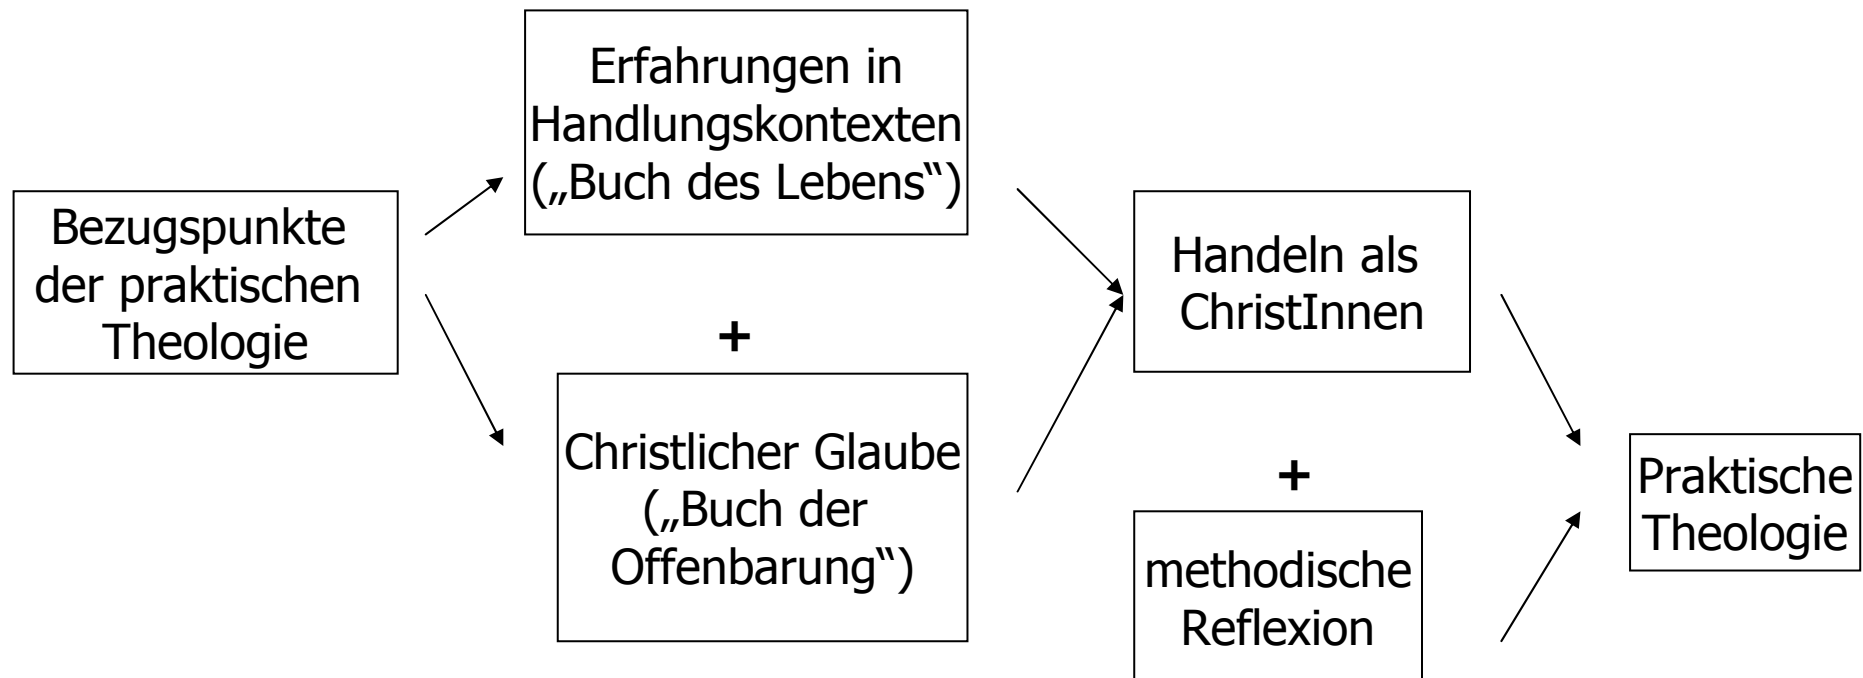 Bezugspunkte
der praktischen
Theologie
Erfahrungen in
Handlungskontexten
(„Buch des Lebens“)
+
Christlicher Glaube
(„Buch der
Offenbarung“)
Handeln als
ChristInnen
+
methodische
Reflexion
Praktische
Theologie